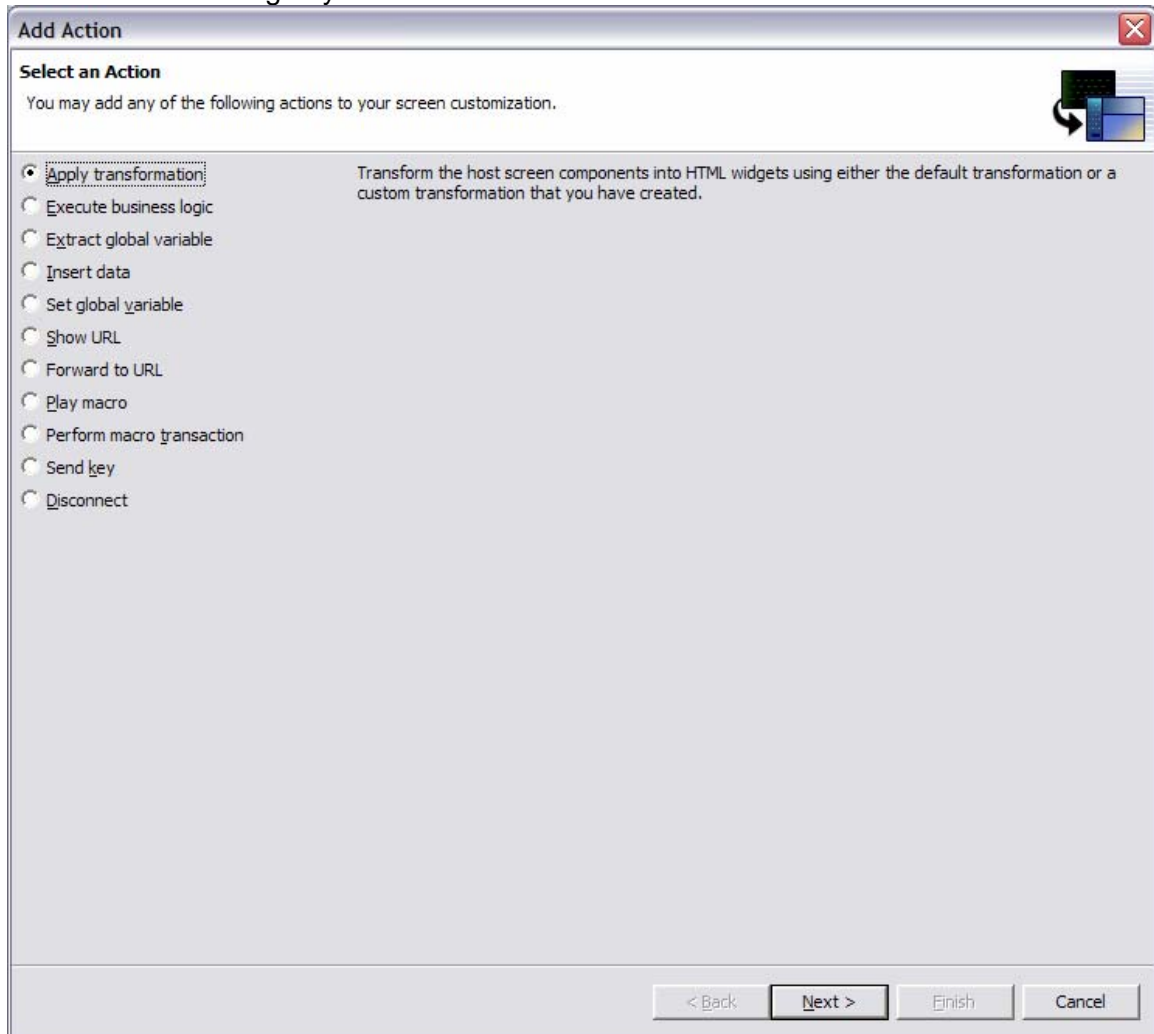 Add Action
Select an Action
You may add any of the following actions to your screen customization.
Apply transformation
Transform the host screen components into HTML widgets using either the default transformation or a
custom transformation that you have created.
Execute business logic
Extract global variable
Insert data
Set global variable
Show URL
Forward to URL
Play macro
Perform macro transaction
Send key
Disconnect
< Back
Next >
Finish
Cancel